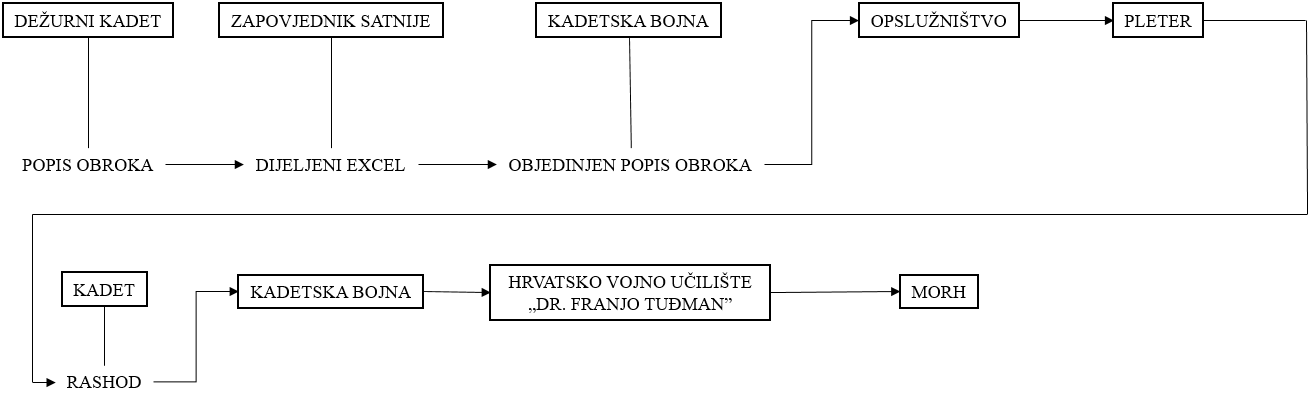 DEŽURNI KADET
ZAPOVJEDNIK SATNIJE
KADETSKA BOJNA
OPSLUŽNIŠTVO
PLETER
POPIS OBROKA
DIJELJENI EXCEL
OBJEDINJEN POPIS OBROKA
KADET
KADETSKA BOJNA
HRVATSKO VOJNO UČILIŠTE
„DR. FRANJO TUĐMAN”
MORH
RASHOD